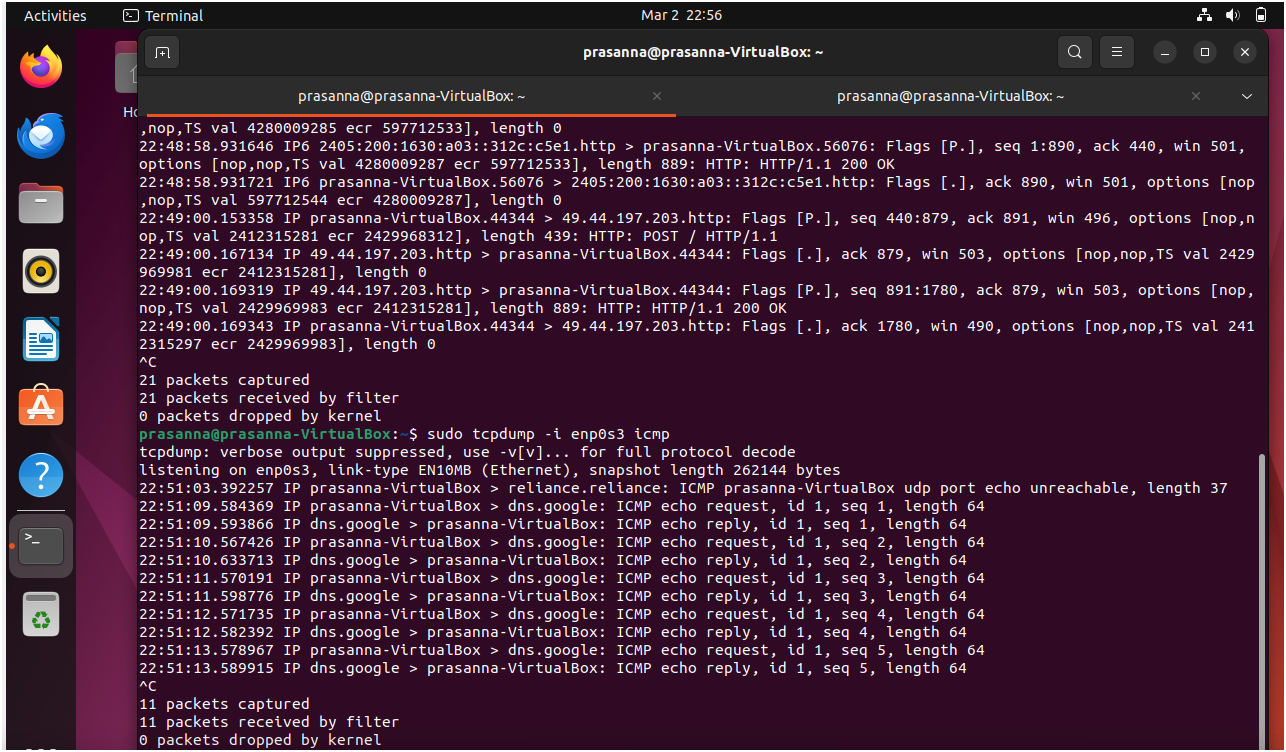 Activities
Terminal
Mar 2 22:56
prasanna@prasanna-VirtualBox: ~
prasanna@prasanna-VirtualBox: ~
prasanna@prasanna-VirtualBox: ~
Ho
,nop,TS val 4280009285 ecr 597712533], length 0
22:48:58.931646 IP6 2405:200:1630:a03::312c:c5e1.http > prasanna-VirtualBox.56076: Flags [P.], seq 1:890, ack 440, win 501,
options [nop,nop,TS val 4280009287 ecr 597712533], length 889: HTTP: HTTP/1.1 200 OK
22:48:58.931721 IP6 prasanna-VirtualBox.56076 > 2405:200:1630:a03::312c:c5e1.http: Flags [.], ack 890, win 501, options [nop
,nop,TS val 597712544 ecr 4280009287], length 0
22:49:00.153358 IP prasanna-VirtualBox.44344 > 49.44.197.203.http: Flags [P.], seq 440:879, ack 891, win 496, options [nop,n
op,TS val 2412315281 ecr 2429968312], length 439: HTTP: POST / HTTP/1.1
22:49:00.167134 IP 49.44.197.203.http > prasanna-VirtualBox.44344: Flags [.], ack 879, win 503, options [nop,nop,TS val 2429
969981 ecr 2412315281], length 0
22:49:00.169319 IP 49.44.197.203.http > prasanna-VirtualBox.44344: Flags [P.], seq 891:1780, ack 879, win 503, options [nop,
nop,TS val 2429969983 ecr 2412315281], length 889: HTTP: HTTP/1.1 200 OK
22:49:00.169343 IP prasanna-VirtualBox.44344 > 49.44.197.203.http: Flags [.], ack 1780, win 490, options [nop,nop,TS val 241
2315297 ecr 2429969983], length 0
^C
21 packets captured
21 packets received by filter
0 packets dropped by kernel
prasanna@prasanna-VirtualBox:~$ sudo tcpdump -i enp0s3 icmp
tcpdump: verbose output suppressed, use -v[v]... for full protocol decode
listening on enp0s3, link-type EN10MB (Ethernet), snapshot length 262144 bytes
22:51:03.392257 IP prasanna-VirtualBox > reliance.reliance: ICMP prasanna-VirtualBox udp port echo unreachable, length 37
22:51:09.584369 IP prasanna-VirtualBox > dns.google: ICMP echo request, id 1, seq 1, length 64
22:51:09.593866 IP dns.google > prasanna-VirtualBox: ICMP echo reply, id 1, seq 1, length 64
22:51:10.567426 IP prasanna-VirtualBox > dns.google: ICMP echo request, id 1, seq 2, length 64
22:51:10.633713 IP dns.google > prasanna-VirtualBox: ICMP echo reply, id 1, seq 2, length 64
22:51:11.570191 IP prasanna-VirtualBox > dns.google: ICMP echo request, id 1, seq 3, length 64
22:51:11.598776 IP dns.google > prasanna-VirtualBox: ICMP echo reply, id 1, seq 3, length 64
22:51:12.571735 IP prasanna-VirtualBox > dns.google: ICMP echo request, id 1, seq 4, length 64
22:51:12.582392 IP dns.google > prasanna-VirtualBox: ICMP echo reply, id 1, seq 4, length 64
22:51:13.578967 IP prasanna-VirtualBox > dns.google: ICMP echo request, id 1, seq 5, length 64
22:51:13.589915 IP dns.google > prasanna-VirtualBox: ICMP echo reply, id 1, seq 5, length 64
^C
11 packets captured
11 packets received by filter
0 packets dropped by kernel